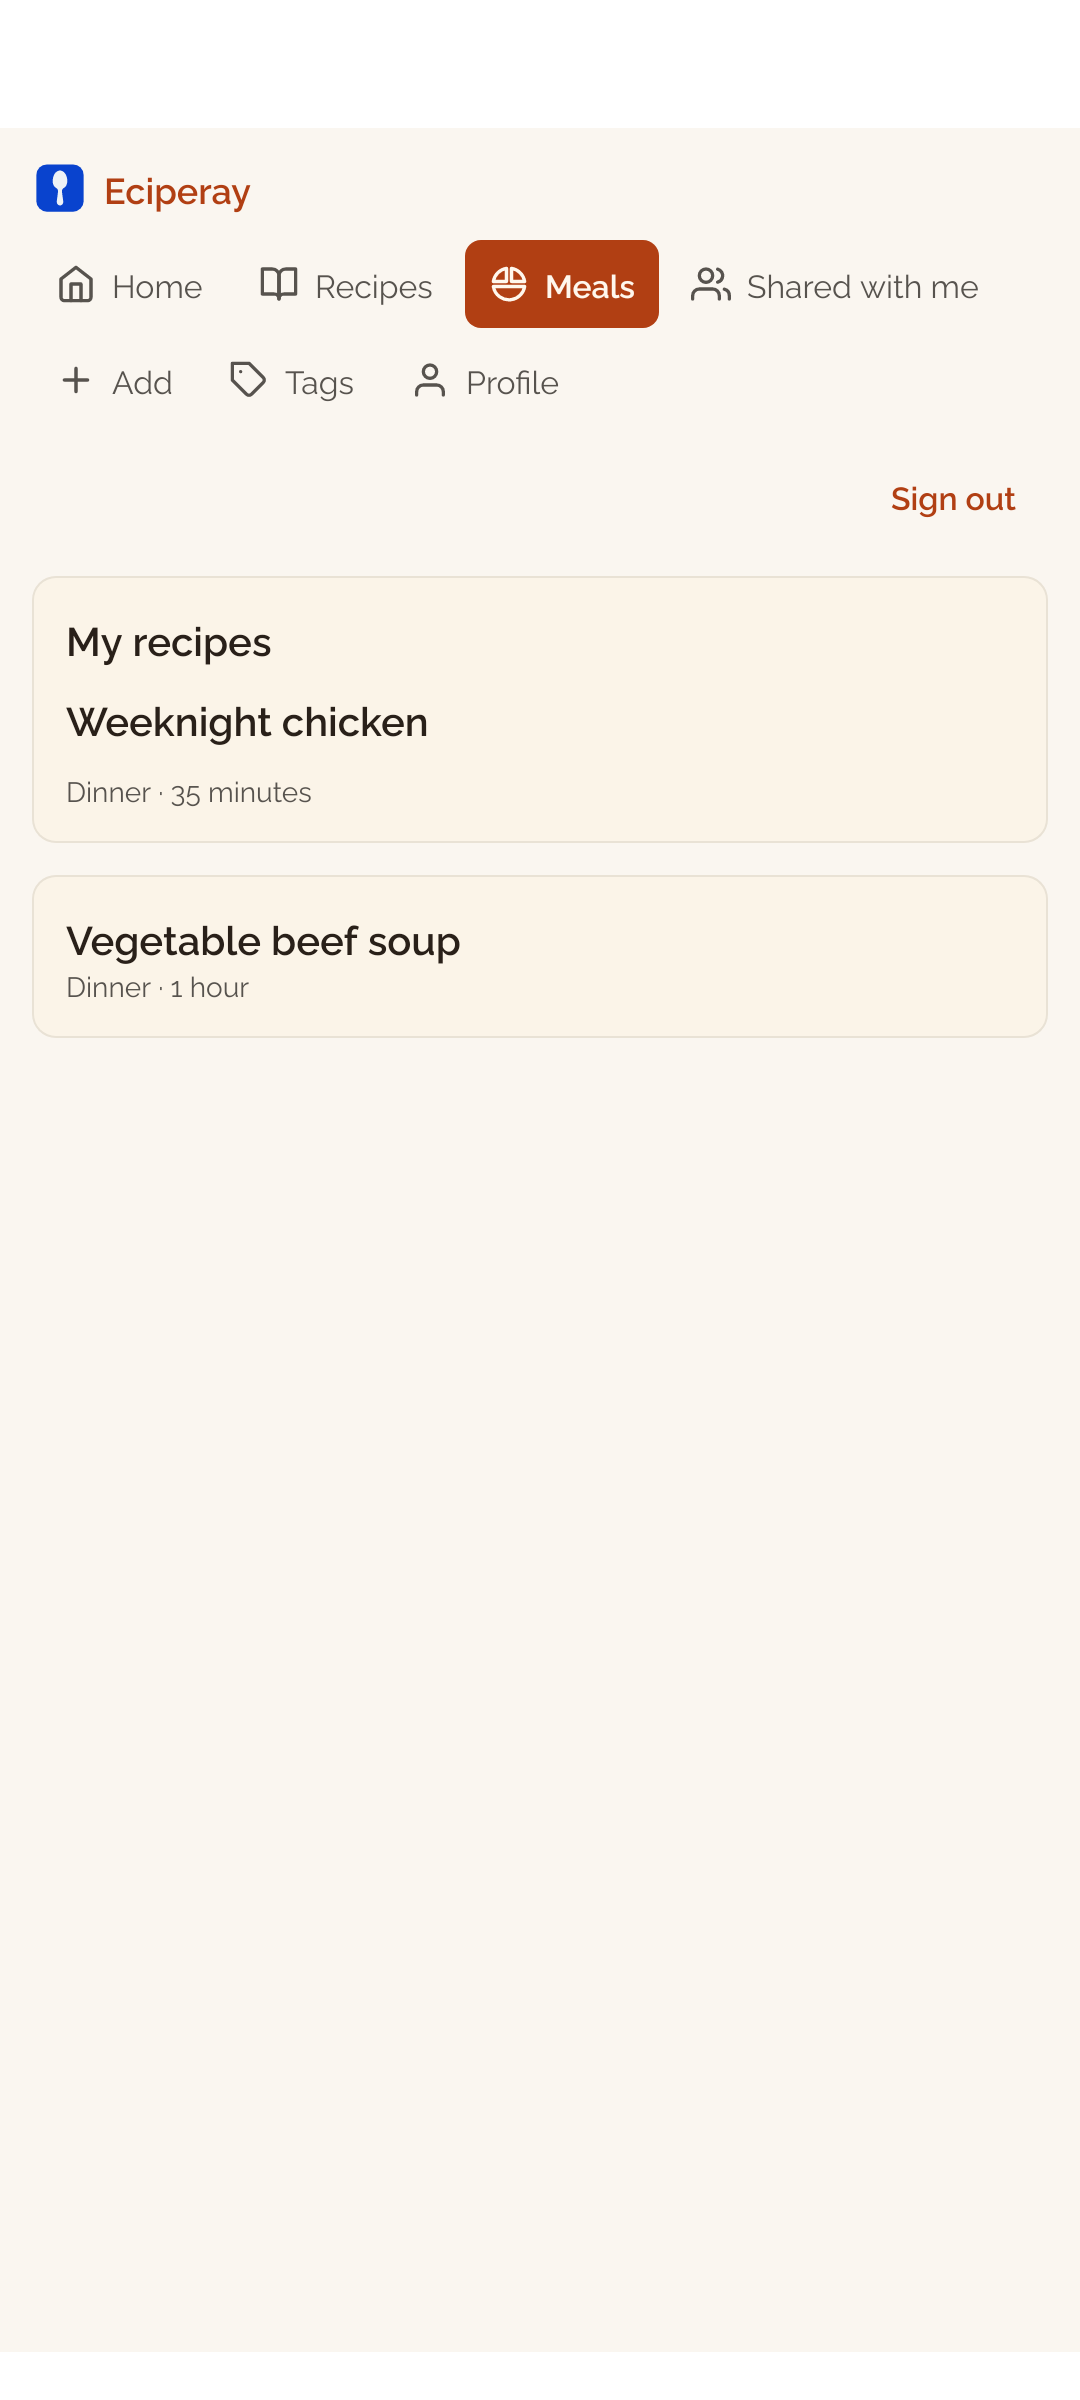 Eciperay
Home Recipes Meals Shared with me
Add Tags Profile
Sign out
My recipes
Weeknight chicken
Dinner · 35 minutes
Vegetable beef soup
Dinner · 1 hour